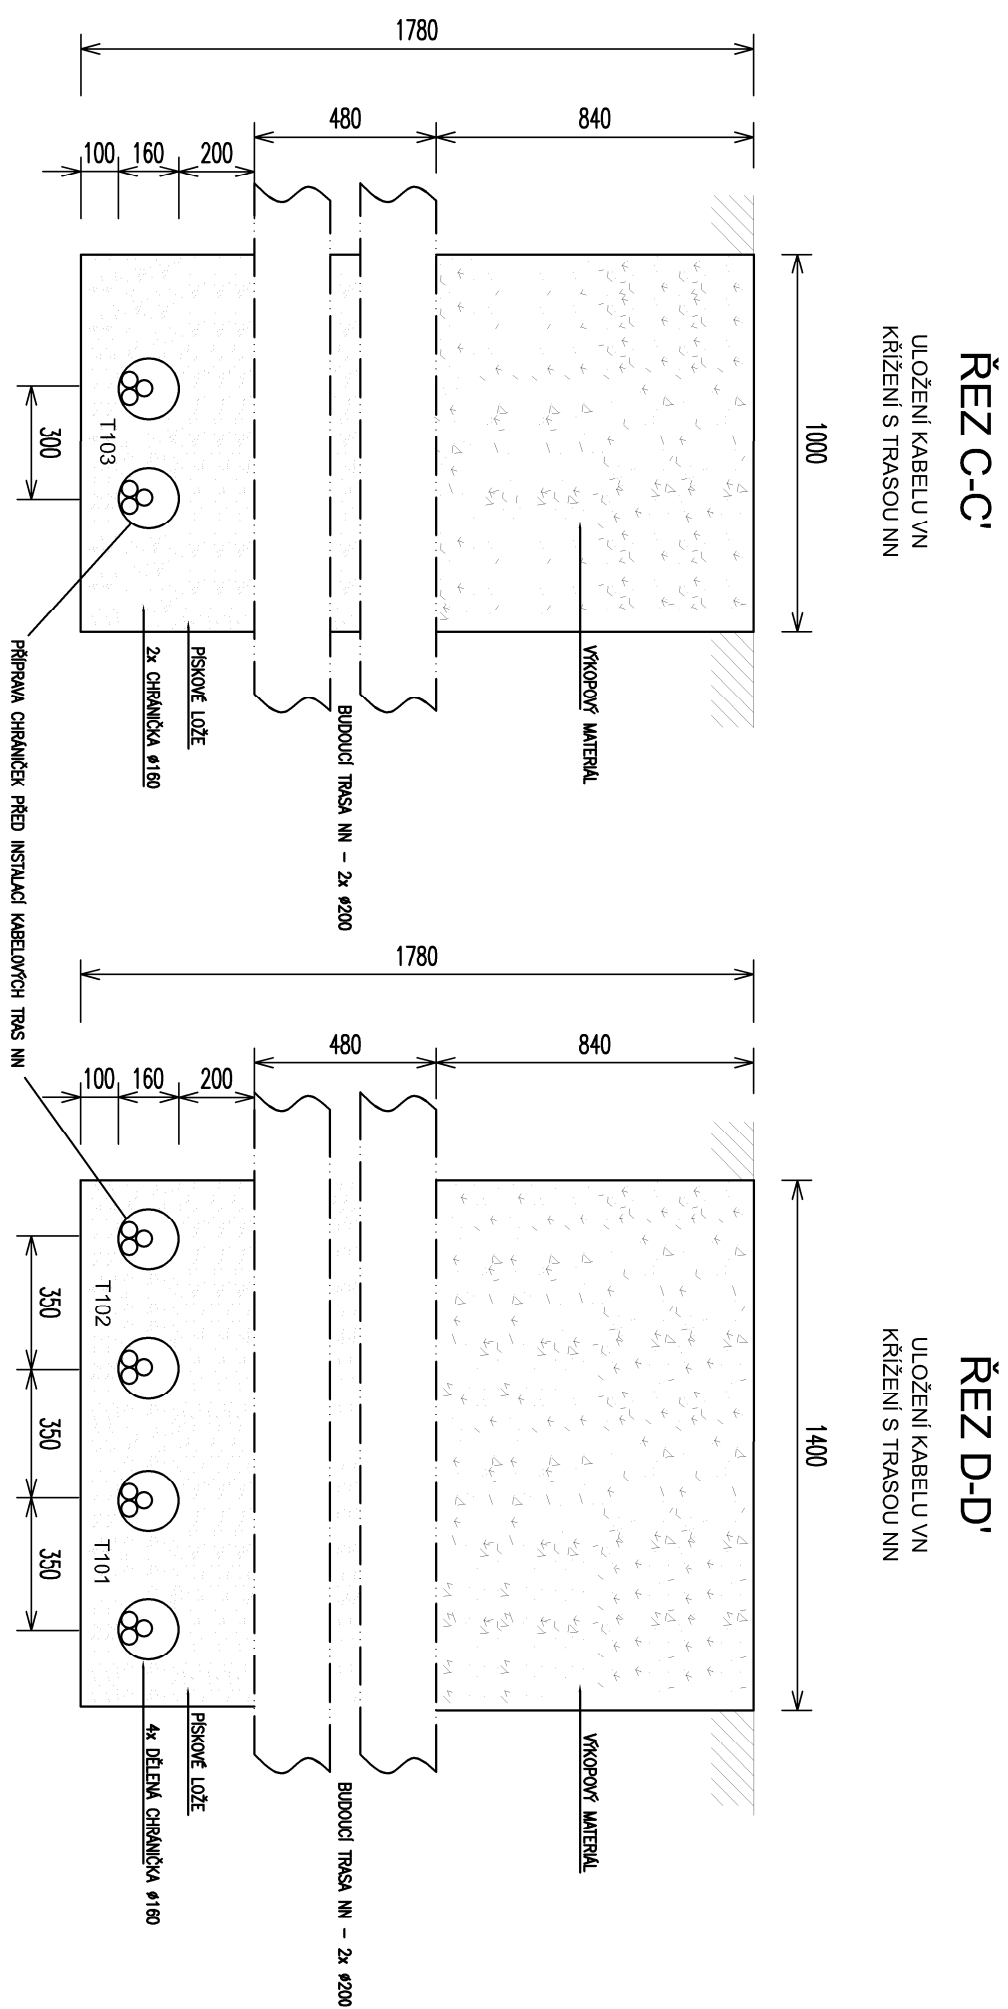 ŘEZ C-C'
ULOŽENÍ KABELU VN
KŘÍŽENÍ S TRASOU NN
1000
1780
840
480
200
160
100
VÝKOPOVÝ MATERIÁL
BUDOUCÍ TRASA NN - 2x ø200
PÍSKOVÉ LOŽE
2x CHRÁNIČKA ø160
T103
300
PŘÍPRAVA CHRÁNIČEK PŘED INSTALACÍ KABELOVÝCH TRAS NN
ŘEZ D-D'
ULOŽENÍ KABELU VN
KŘÍŽENÍ S TRASOU NN
1400
1780
840
480
200
160
100
VÝKOPOVÝ MATERIÁL
BUDOUCÍ TRASA NN - 2x ø200
PÍSKOVÉ LOŽE
4x DĚLENÁ CHRÁNIČKA ø160
T102
T101
350
350
350